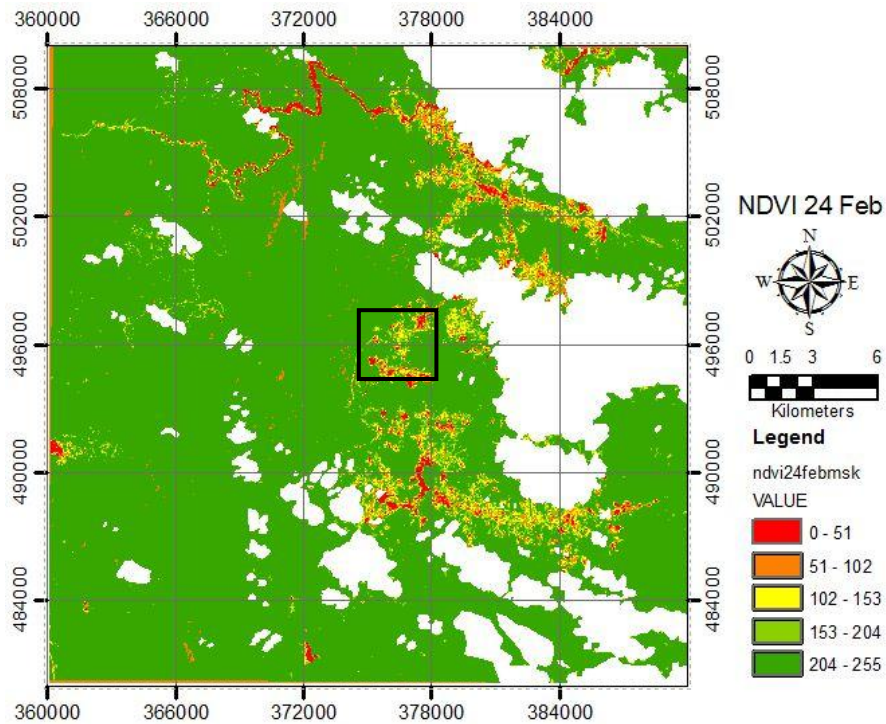 360000 366000 372000 378000 384000
508000
502000
496000
490000
484000
508000
502000
496000
490000
484000
360000 366000 372000 378000 384000
NDVI 24 Feb
N
W E
S
0 1.5 3 6
Kilometers
Legend
ndvi24febmsk
VALUE
0 - 51
51 - 102
102 - 153
153 - 204
204 - 255